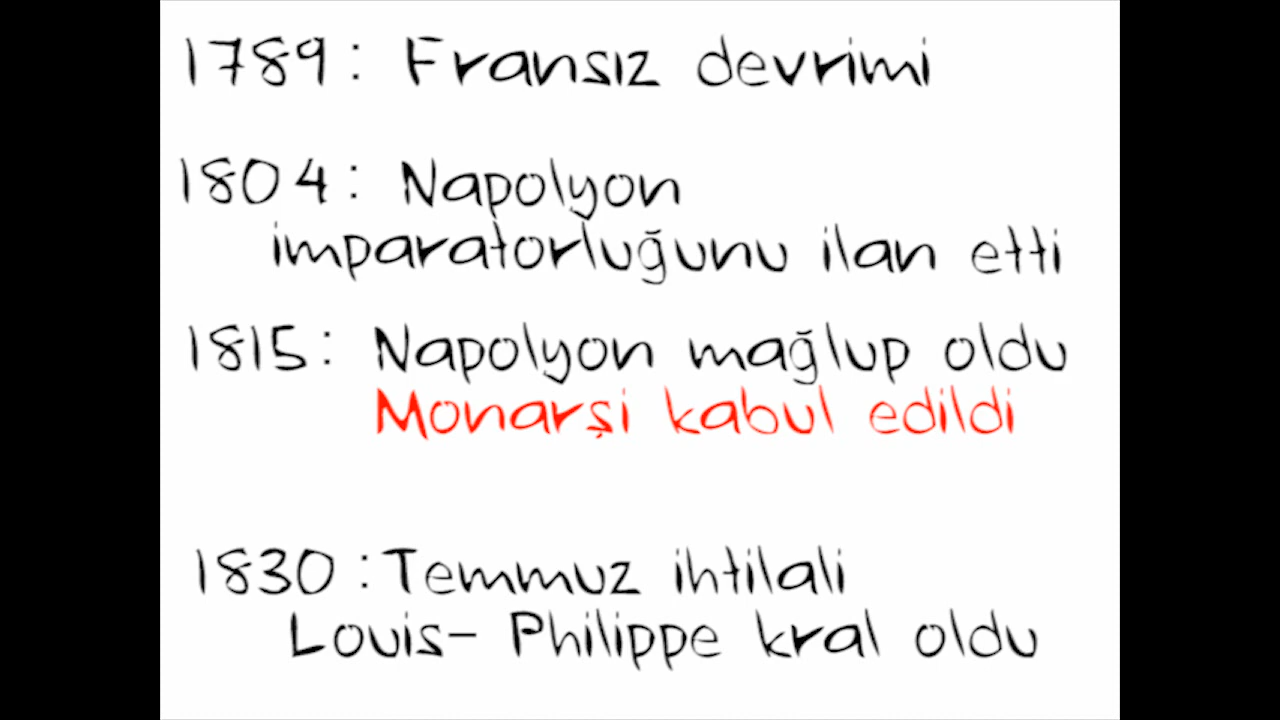 1789: Fransız devrimi
1804: Napolyon
imparatorluğunu ilan etti
1815: Napolyon mağlup oldu
Monarşi kabul edildi
1830: Temmuz ihtilali
Louis- Philippe kral oldu